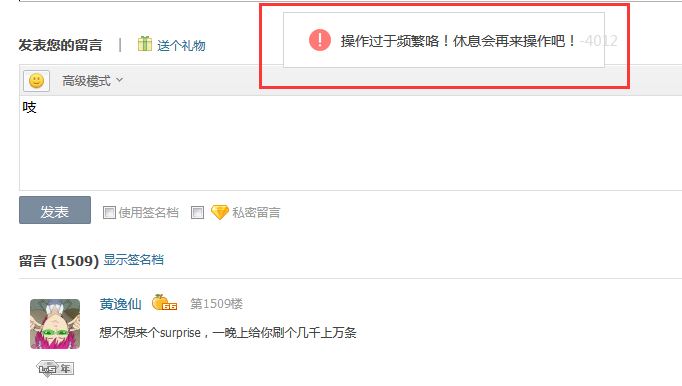 操作过于频繁咯！休息会再来操作吧！-4012
发表您的留言 | 送个礼物
高级模式
吱
发表 使用签名档 私密留言
留言 (1509) 显示签名档
黄逸仙 第1509楼
想不想来个surprise，一晚上给你刷个几千上万条
年